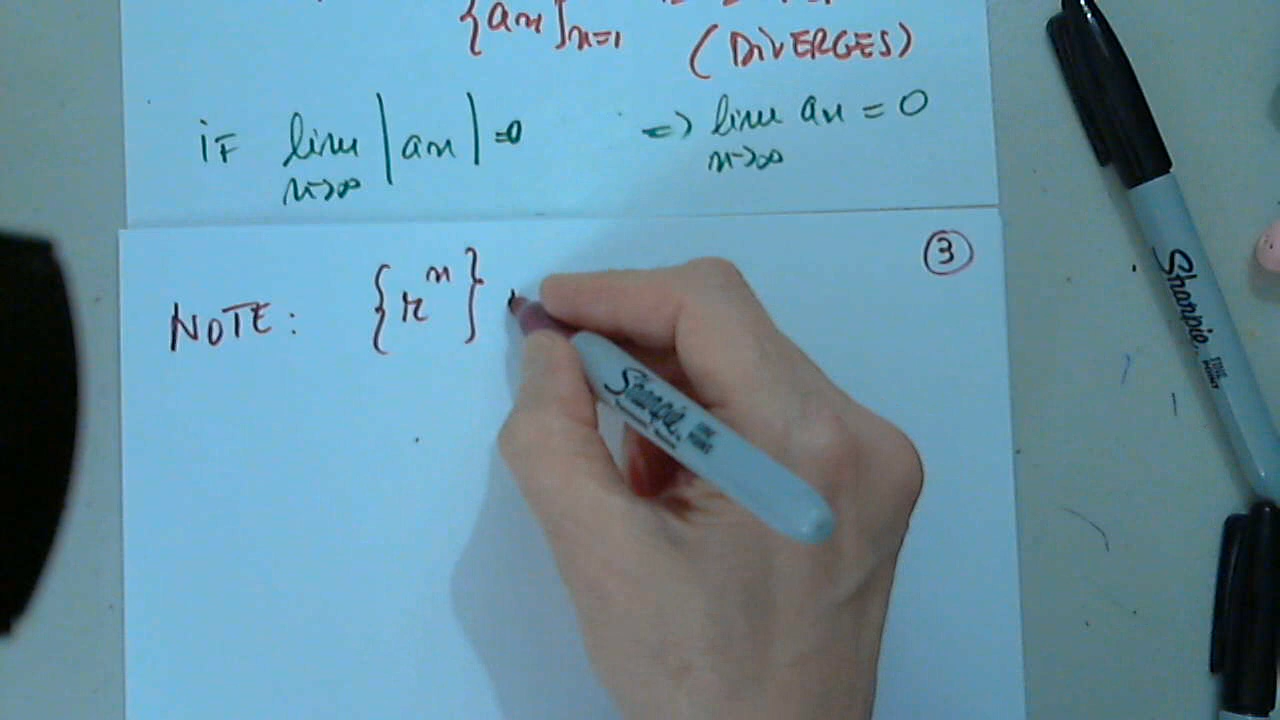 {an}n=1 (DIVERGES)
iF lim |an| = 0 => lim an = 0
n->∞ n->∞
③
NOTE: {r^n}
Sharpie
Sharpie